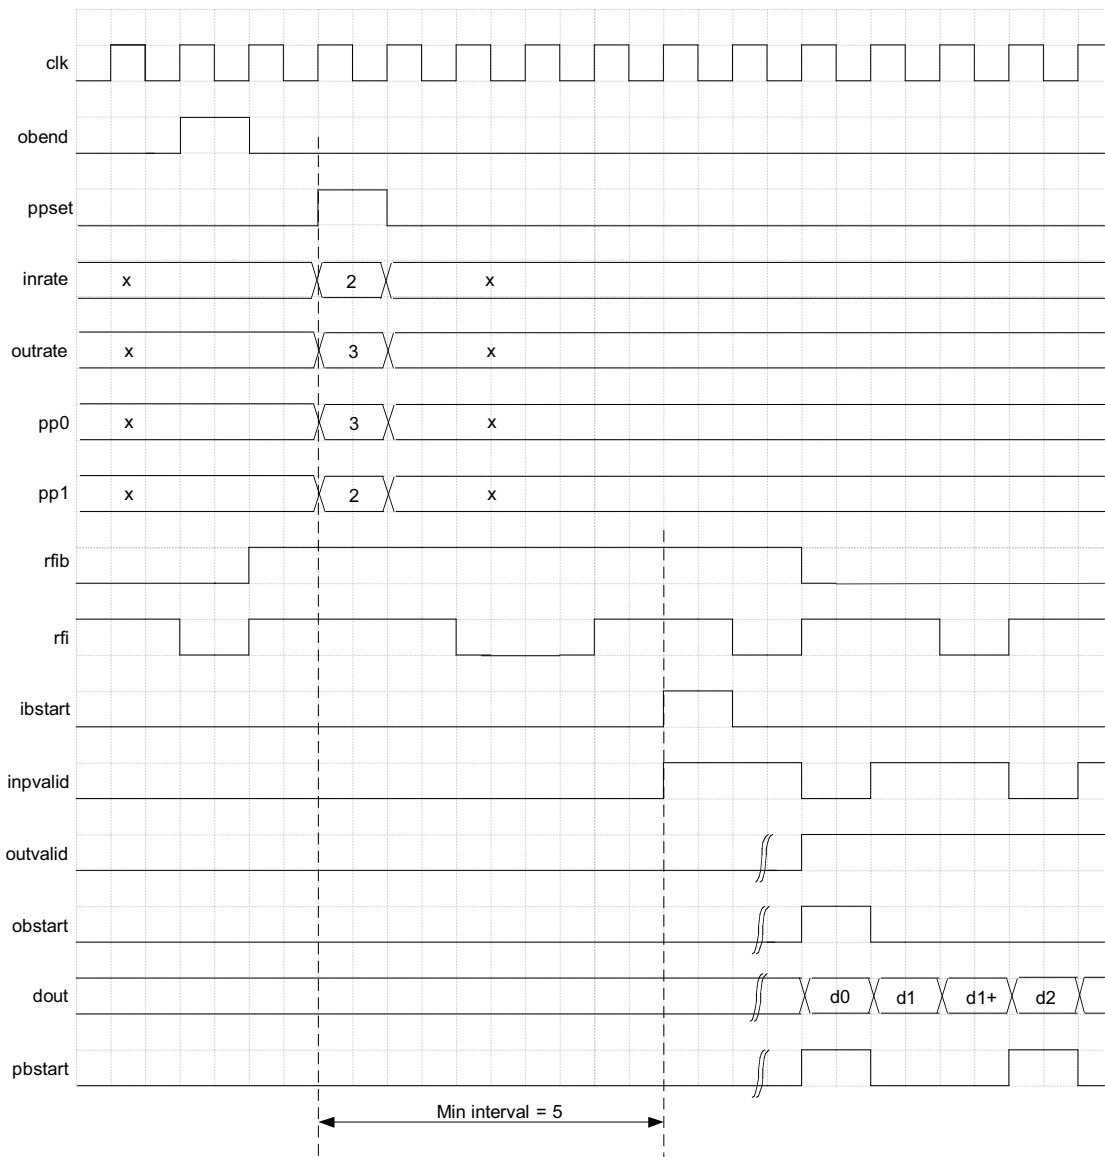 clk
obend
ppset
inrate x 2 x
outrate x 3 x
pp0 x 3 x
pp1 x 2 x
rfib
rfi
ibstart
inpvalid
outvalid
obstart
dout d0 d1 d1+ d2
pbstart
Min interval = 5